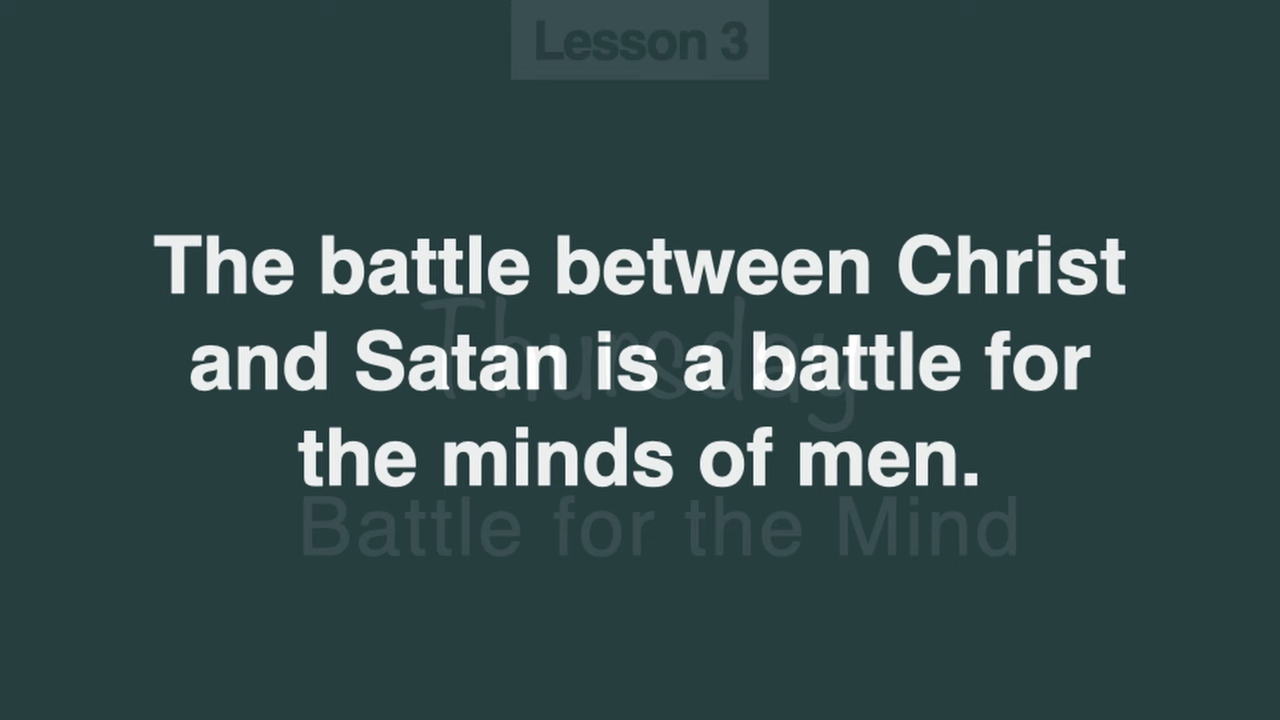 Lesson 3
The battle between Christ
Thursday
and Satan is a battle for
the minds of men.
Battle for the Mind